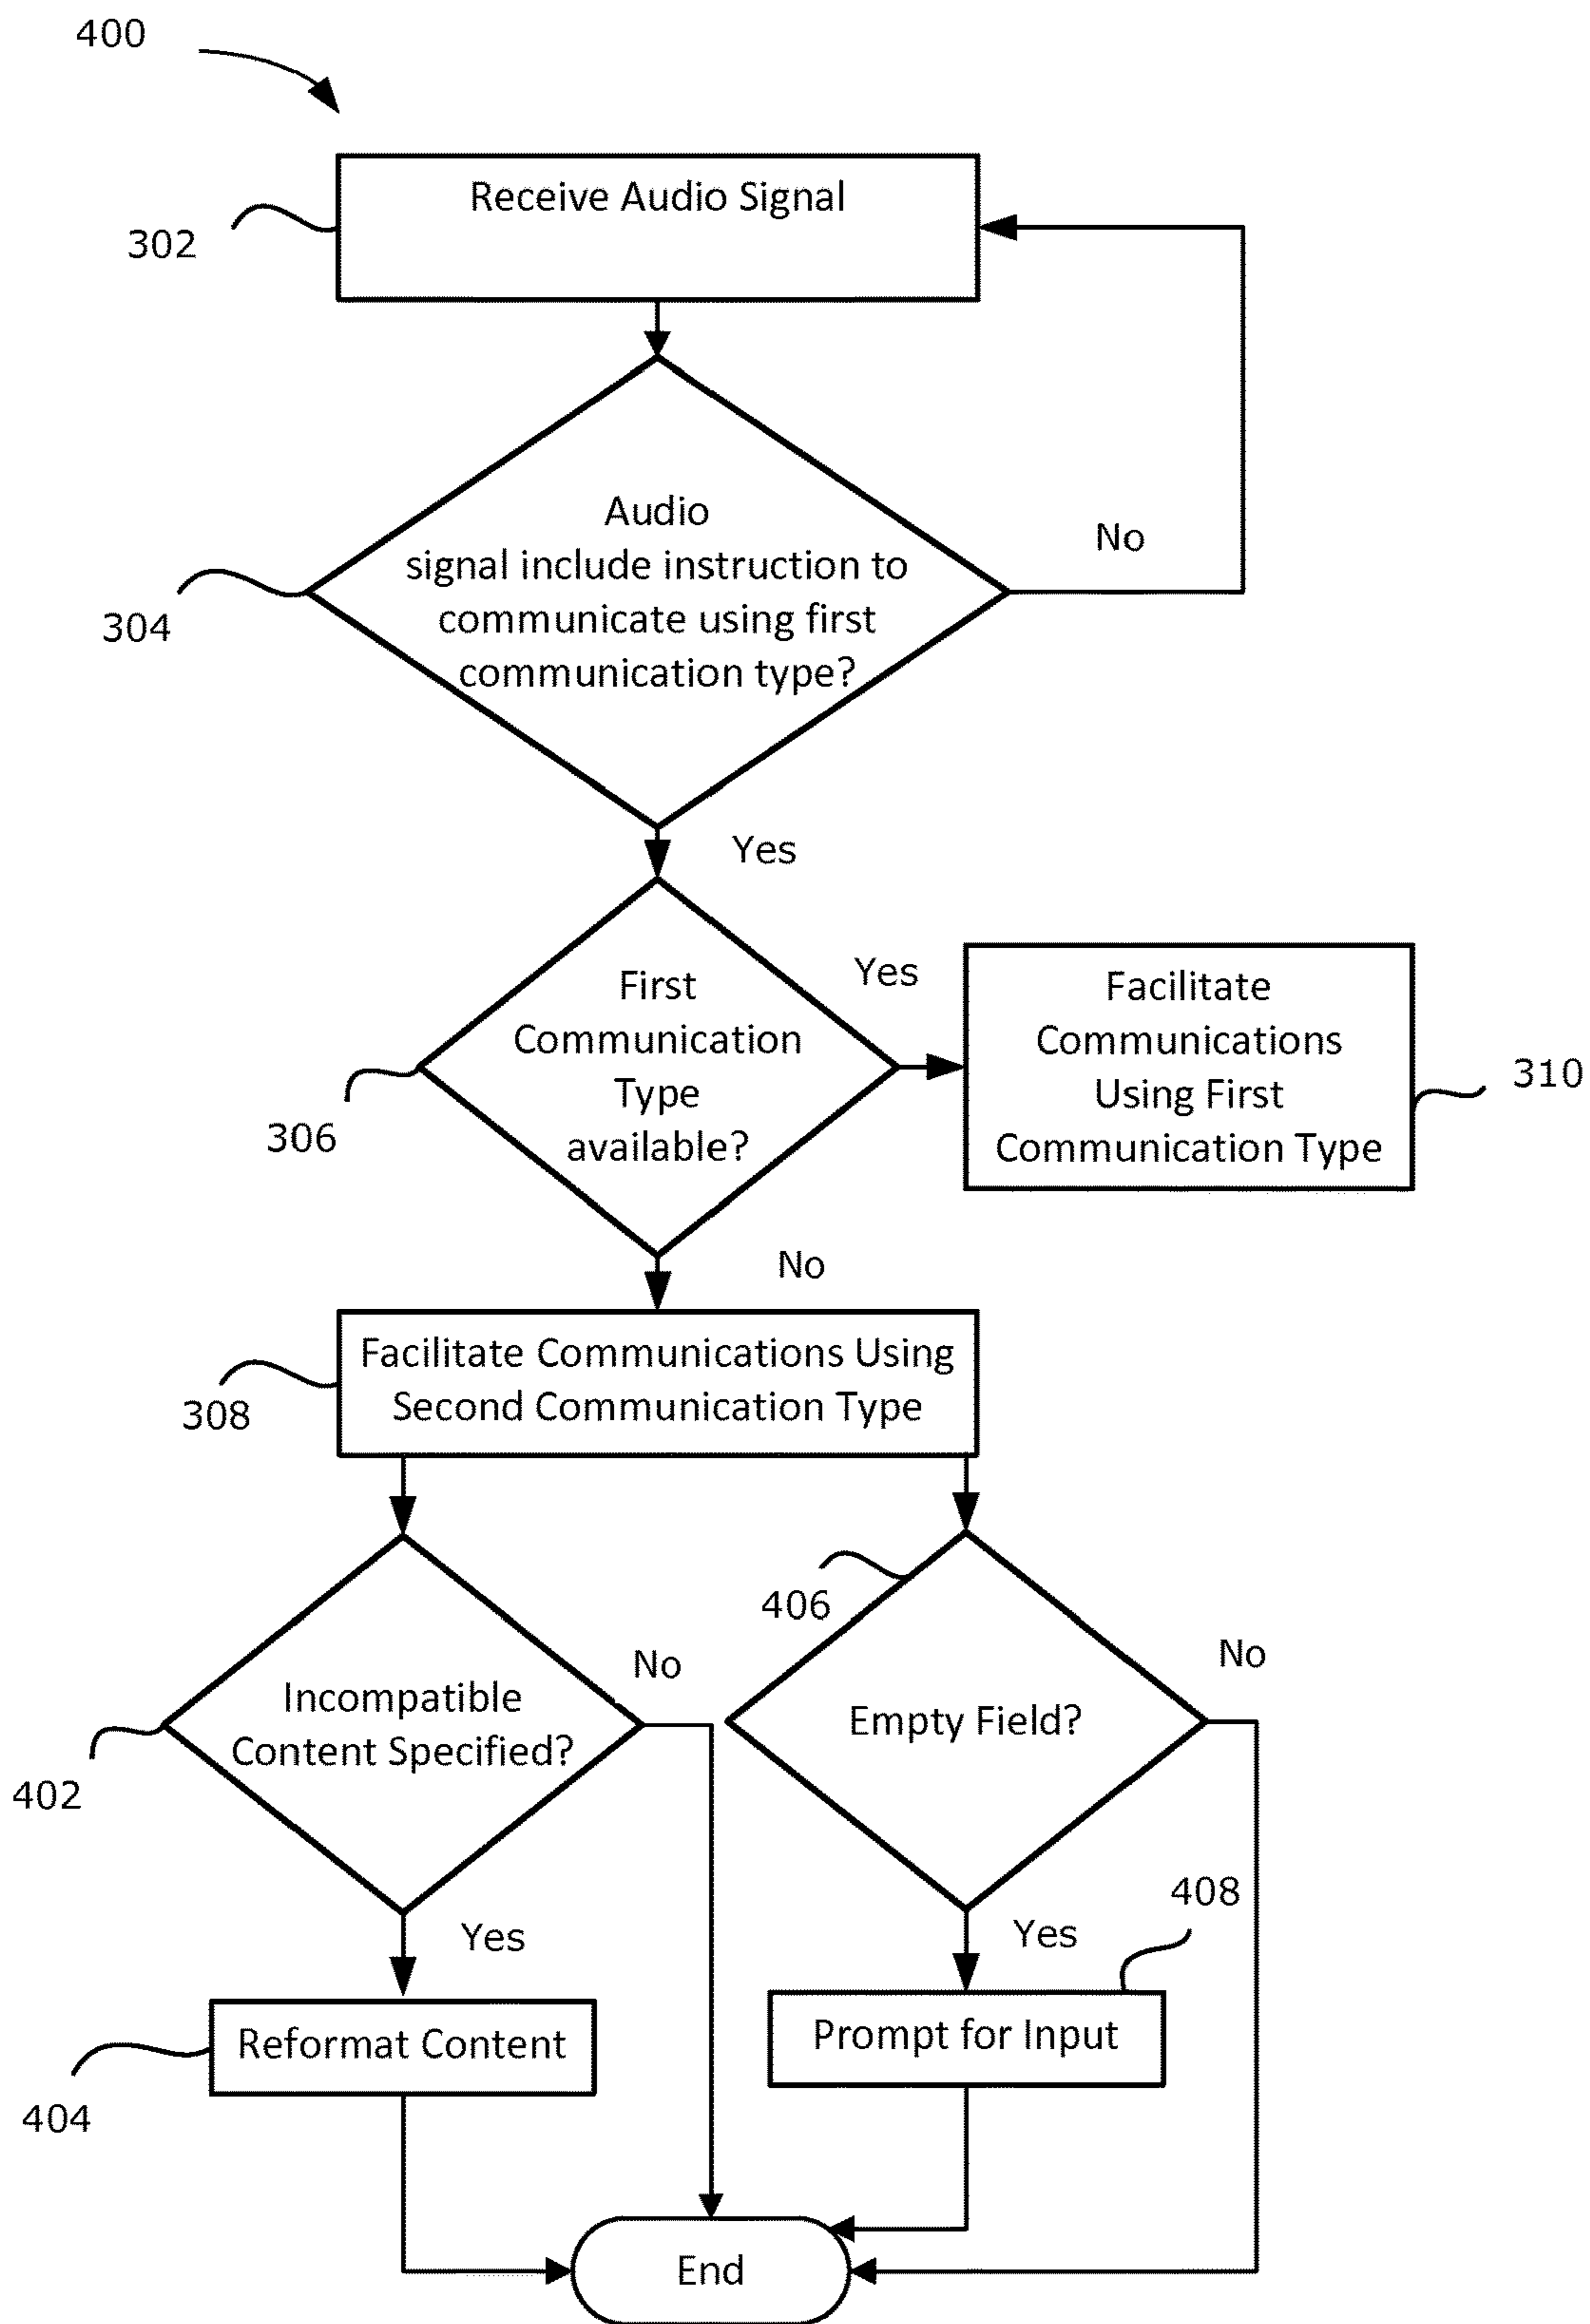 400
Receive Audio Signal
302
Audio
signal include instruction to
communicate using first
communication type?
No
304
Yes
First
Communication
Type
available?
Yes
Facilitate
Communications
Using First
Communication Type
310
306
No
Facilitate Communications Using
Second Communication Type
308
406
No
Incompatible
Content Specified?
Empty Field?
No
402
408
Yes
Yes
Reformat Content
Prompt for Input
404
End